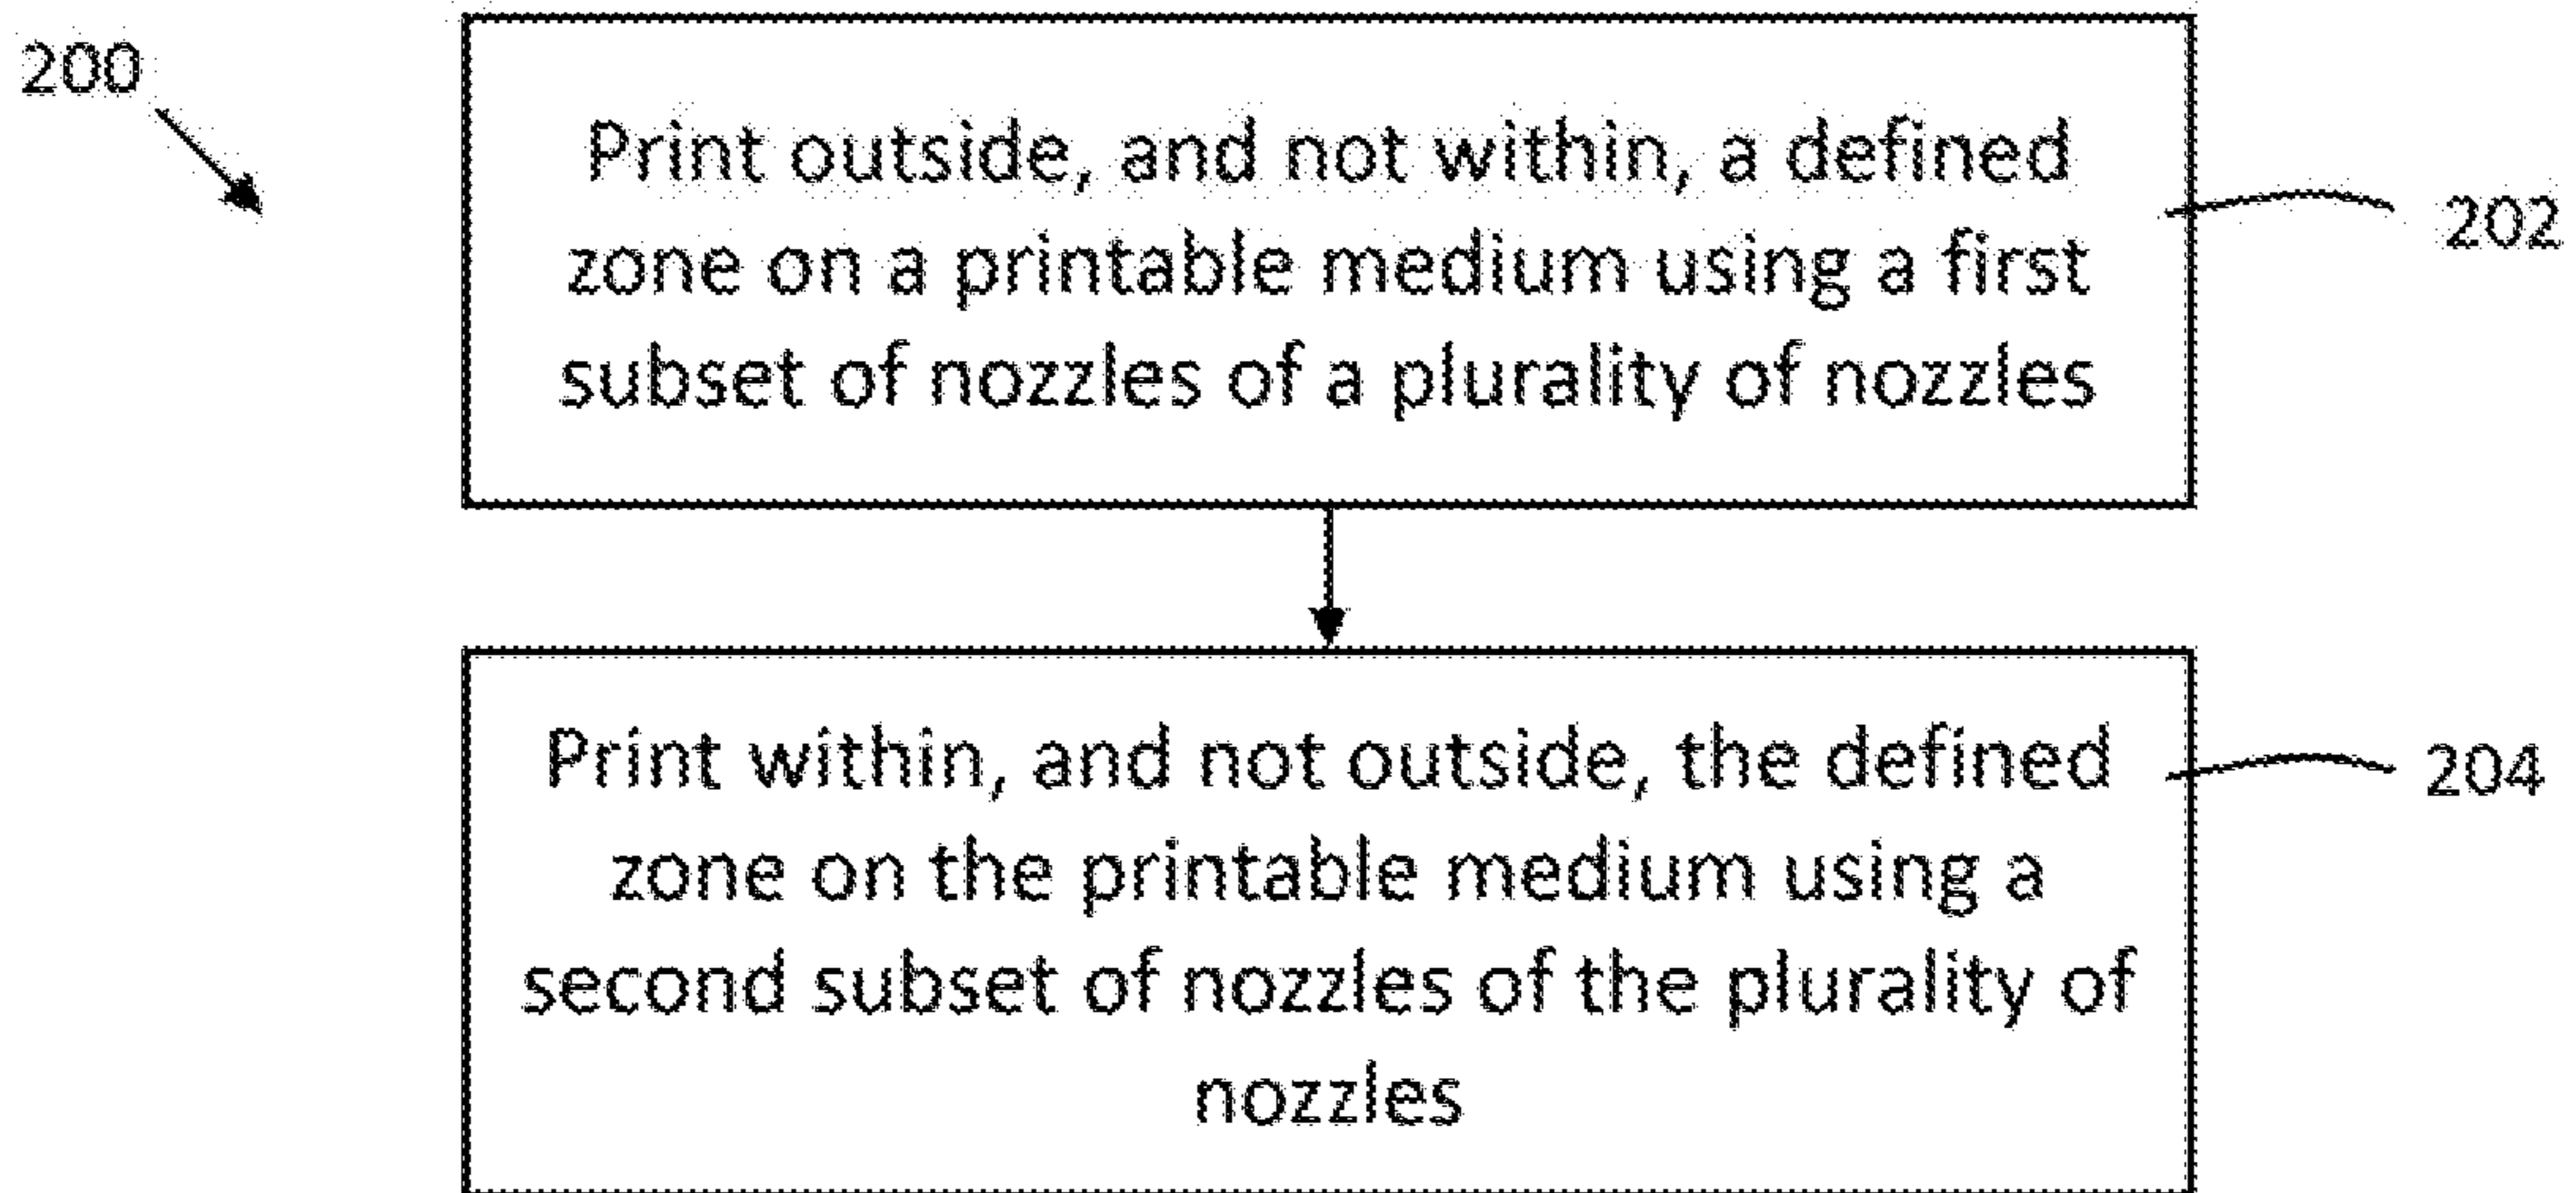 200
Print outside, and not within, a defined
zone on a printable medium using a first
subset of nozzles of a plurality of nozzles
202
Print within, and not outside, the defined
zone on the printable medium using a
second subset of nozzles of the plurality of
nozzles
204